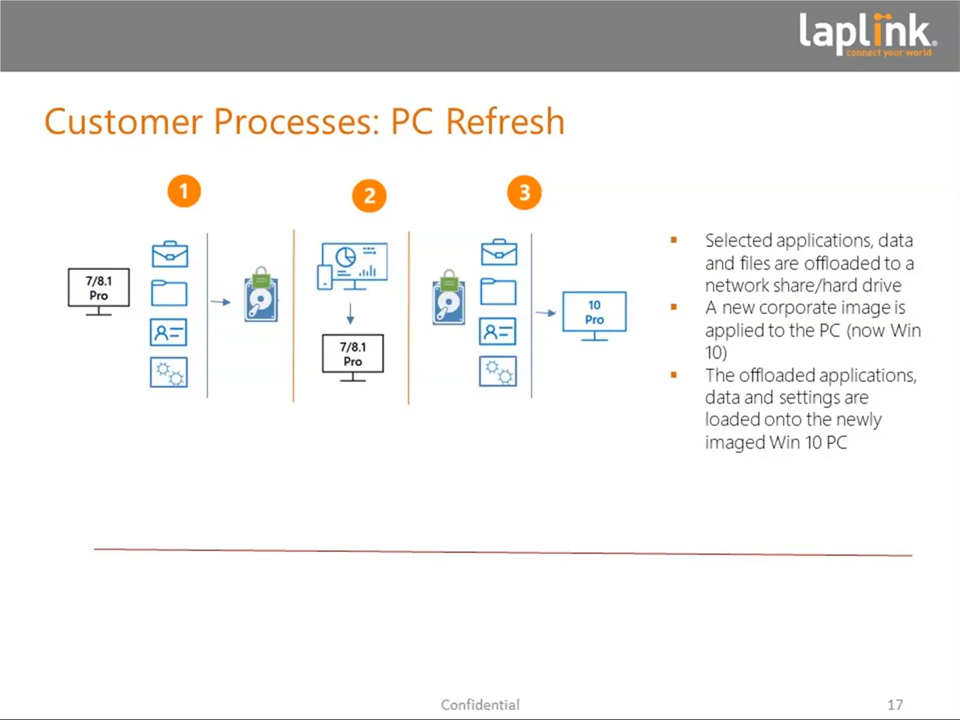 laplink.
connect your world
Customer Processes: PC Refresh
1
2
3
7/8.1
Pro
7/8.1
Pro
10
Pro
Selected applications, data
and files are offloaded to a
network share/hard drive
A new corporate image is
applied to the PC (now Win
10)
The offloaded applications,
data and settings are
loaded onto the newly
imaged Win 10 PC
Confidential
17